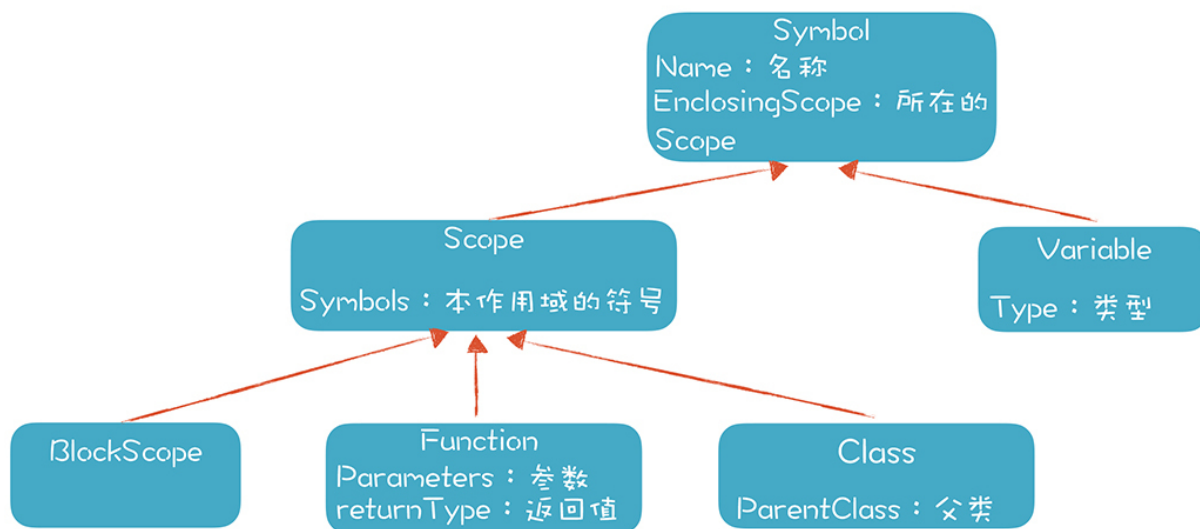 Symbol
Name：名称
EnclosingScope：所在的
Scope
Scope
Symbols：本作用域的符号
Variable
Type：类型
BlockScope
Function
Parameters：参数
returnType：返回值
Class
ParentClass：父类